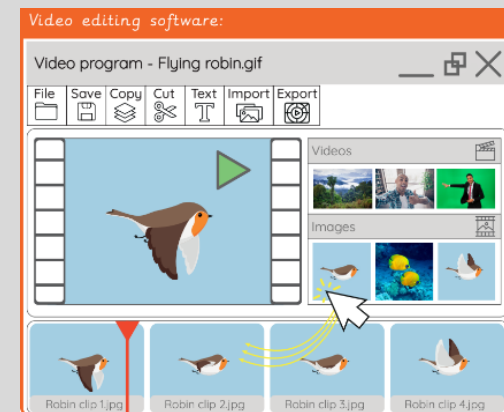 Video editing software:
Video program - Flying robin.gif
File Save Copy Cut Text Import Export
T
Videos
Images
Robin clip 1.jpg Robin clip 2.jpg Robin clip 3.jpg Robin clip 4.jpg